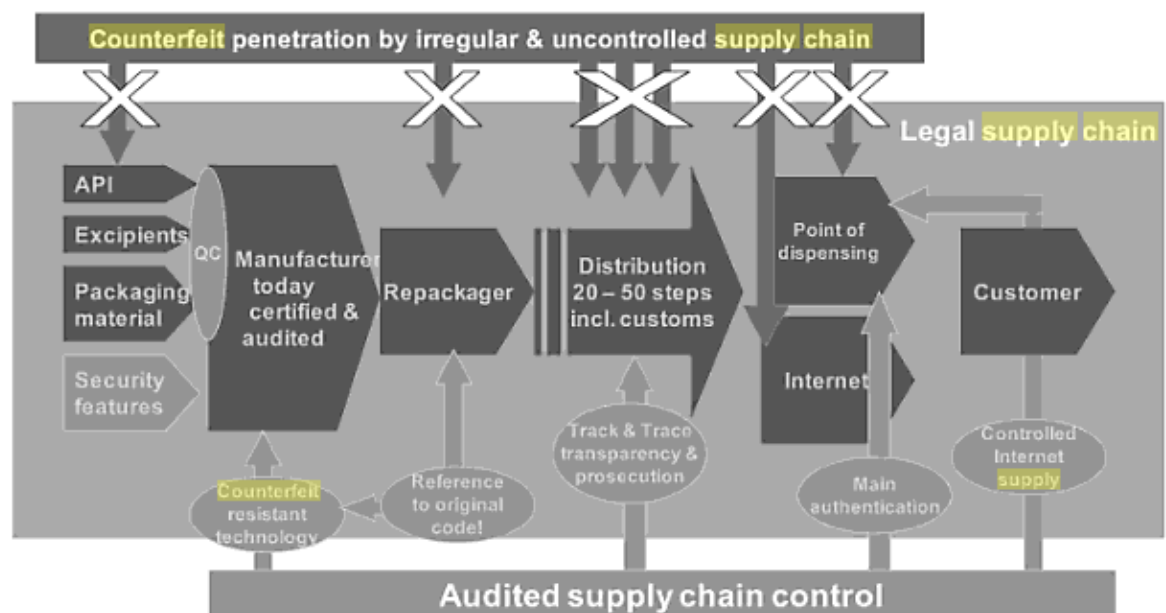 Counterfeit penetration by irregular & uncontrolled supply chain
Legal supply chain
API
Excipients
Packaging
material
Security
features
QC
Manufacturer
today
certified &
audited
Repackager
Distribution
20 – 50 steps
incl. customs
Point of
dispensing
Internet
Customer
Counterfeit
resistant
technology
Reference
to original
code!
Track & Trace
transparency &
prosecution
Main
authentication
Controlled
Internet
supply
Audited supply chain control